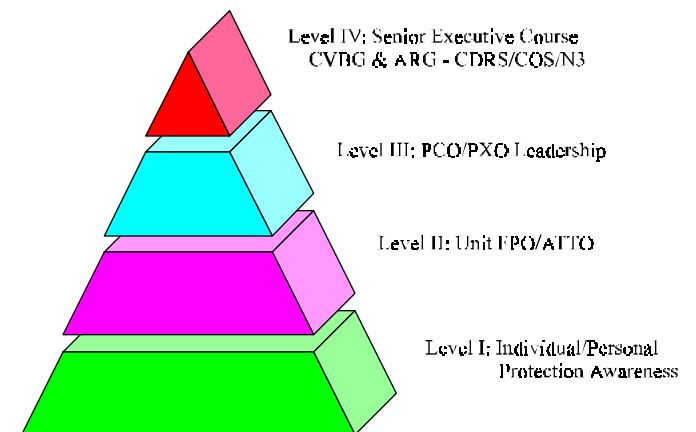 Level IV: Senior Executive Course
CVBG & ARG - CDRS/COS/N3
Level III: PCO/PXO Leadership
Level II: Unit FPO/ATTO
Level I: Individual/Personal
Protection Awareness